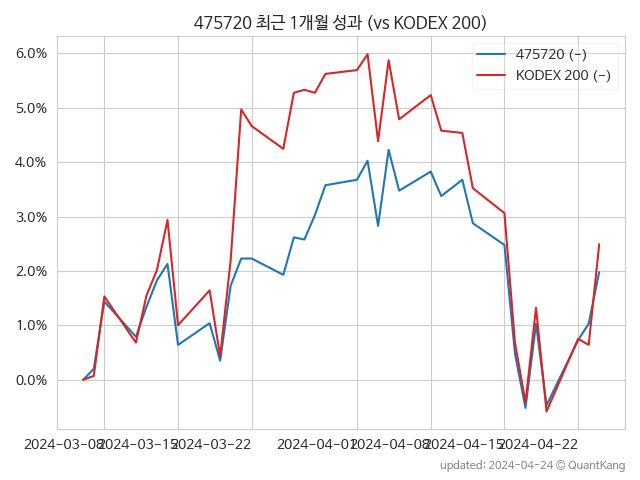 475720 최근 1개월 성과 (vs KODEX 200)
475720 (-)
KODEX 200 (-)
6.0%
5.0%
4.0%
3.0%
2.0%
1.0%
0.0%
2024-03-08 2024-03-15 2024-03-22 2024-04-01 2024-04-08 2024-04-15 2024-04-22
updated: 2024-04-24 © QuantKang